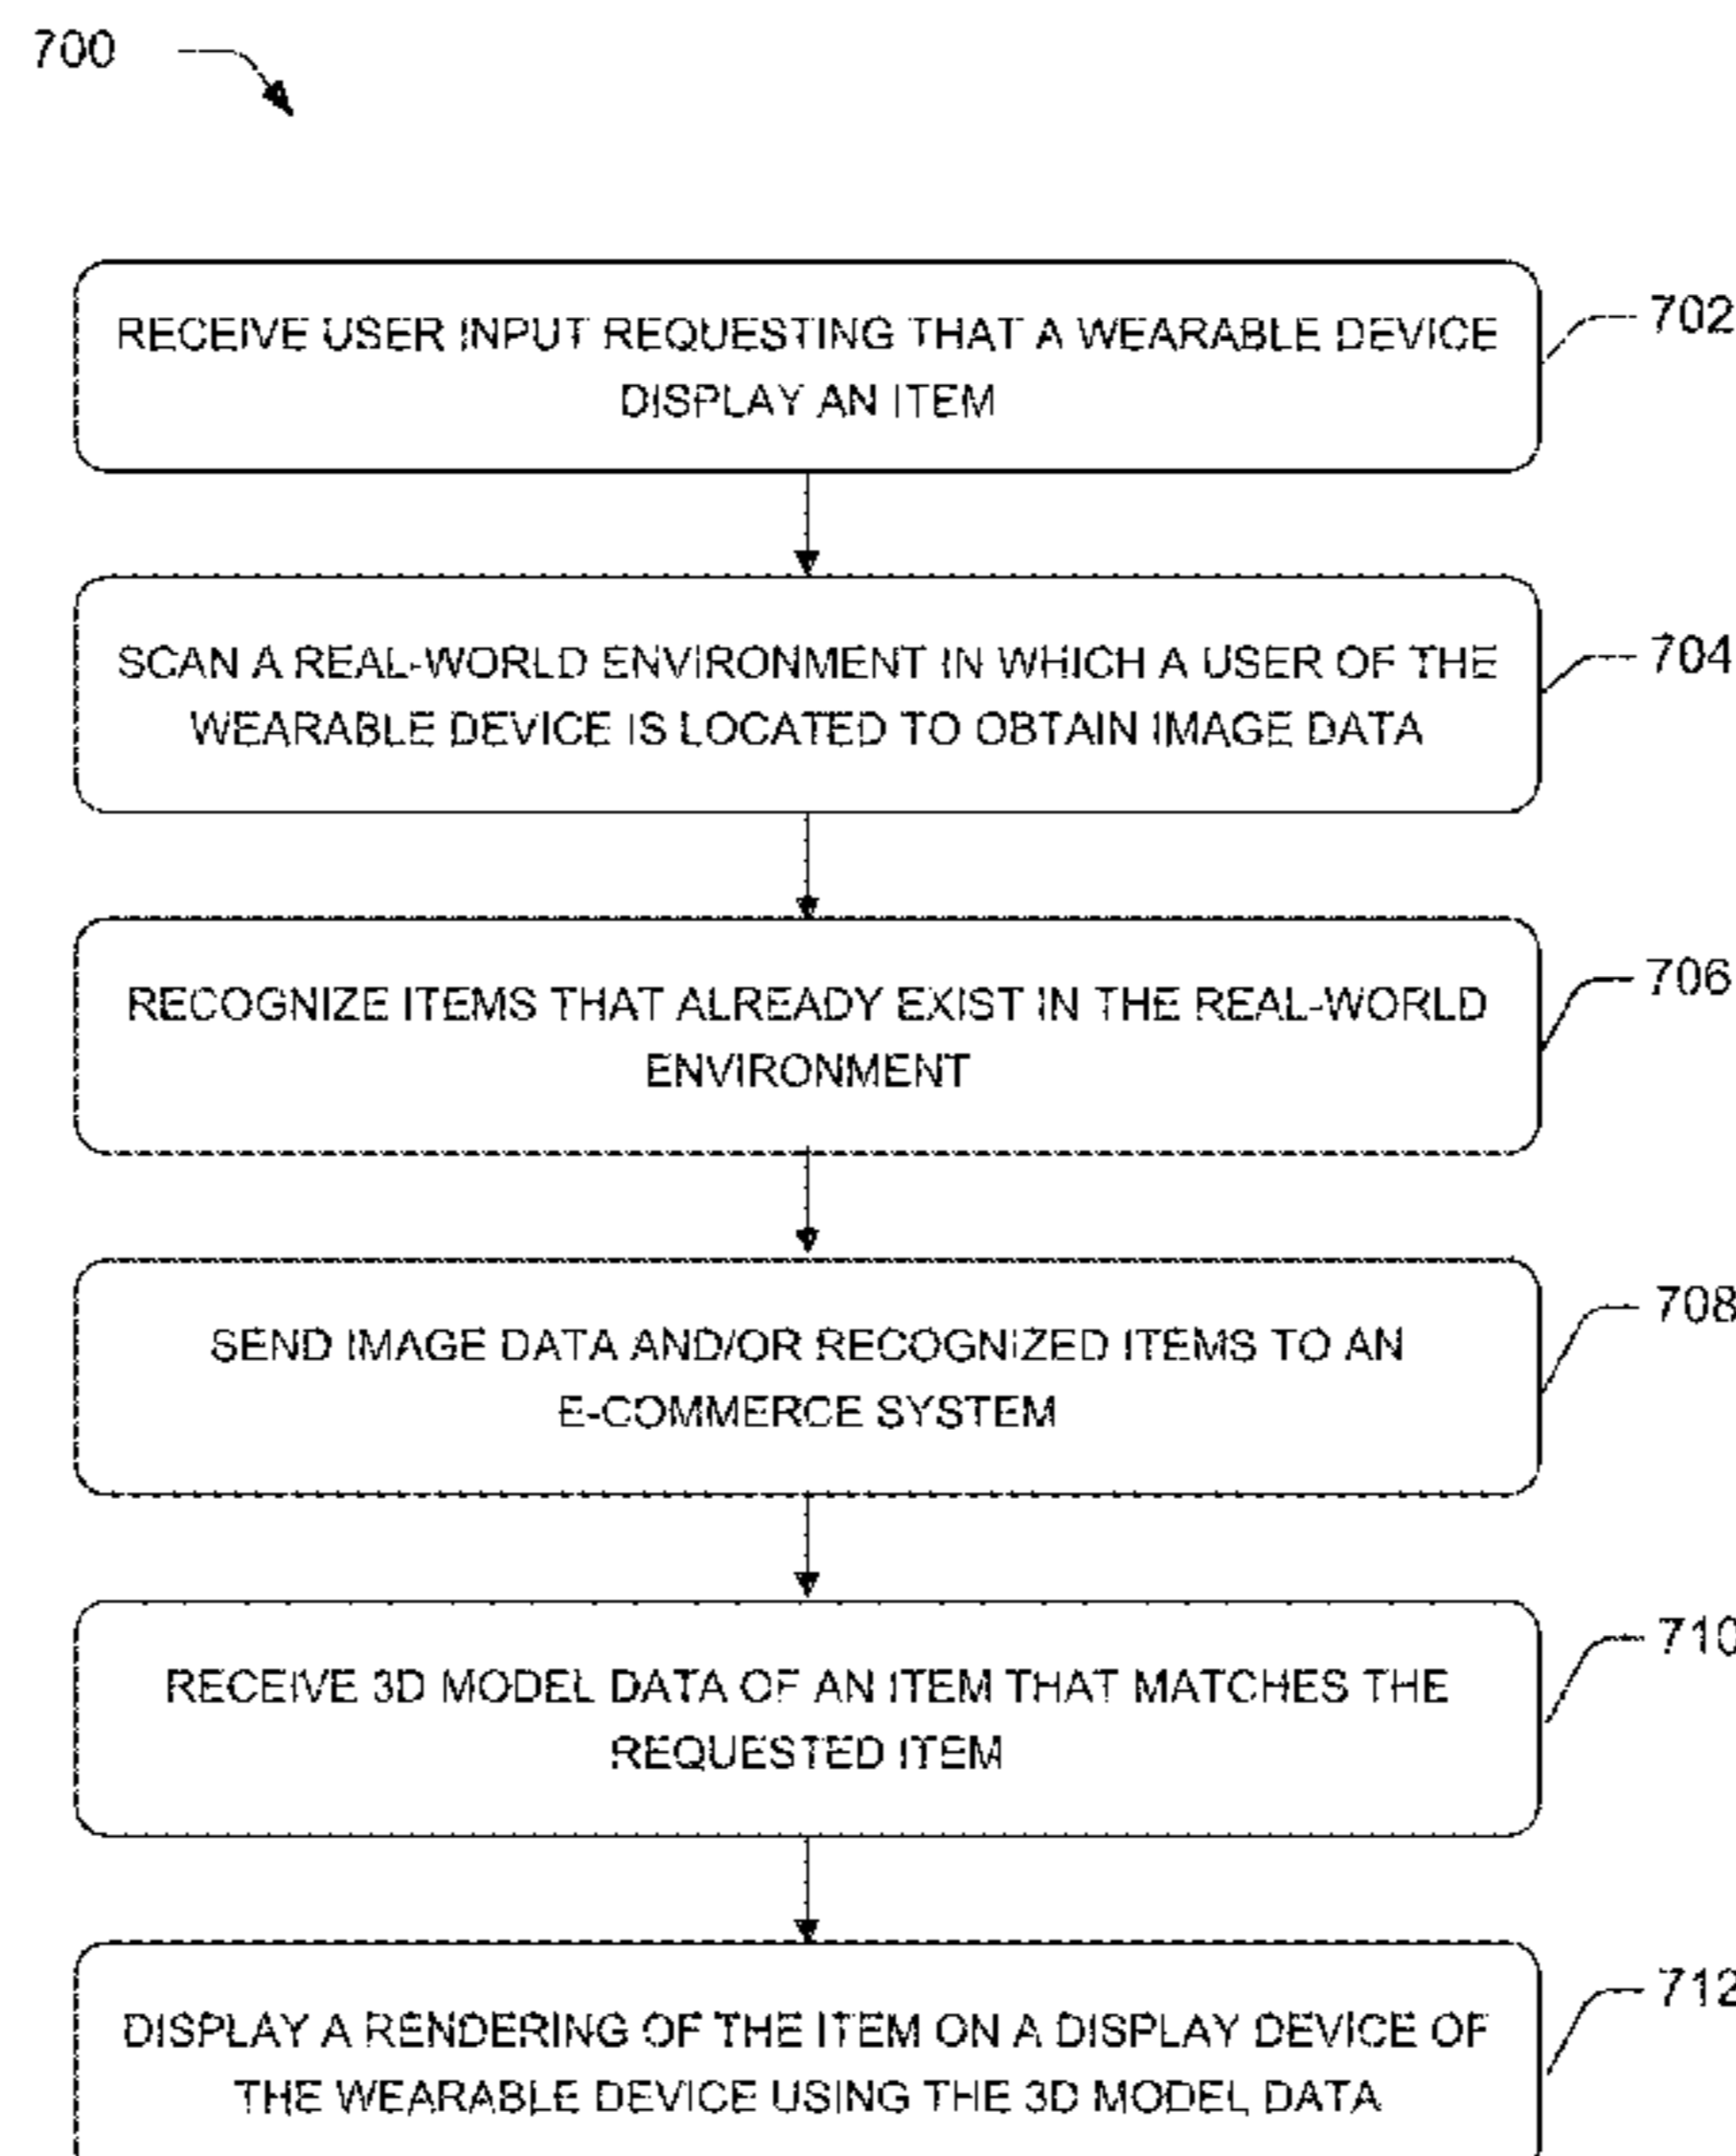 700
RECEIVE USER INPUT REQUESTING THAT A WEARABLE DEVICE
DISPLAY AN ITEM
702
SCAN A REAL-WORLD ENVIRONMENT IN WHICH A USER OF THE
WEARABLE DEVICE IS LOCATED TO OBTAIN IMAGE DATA
704
RECOGNIZE ITEMS THAT ALREADY EXIST IN THE REAL-WORLD
ENVIRONMENT
706
SEND IMAGE DATA AND/OR RECOGNIZED ITEMS TO AN
E-COMMERCE SYSTEM
708
RECEIVE 3D MODEL DATA OF AN ITEM THAT MATCHES THE
REQUESTED ITEM
710
DISPLAY A RENDERING OF THE ITEM ON A DISPLAY DEVICE OF
THE WEARABLE DEVICE USING THE 3D MODEL DATA
712